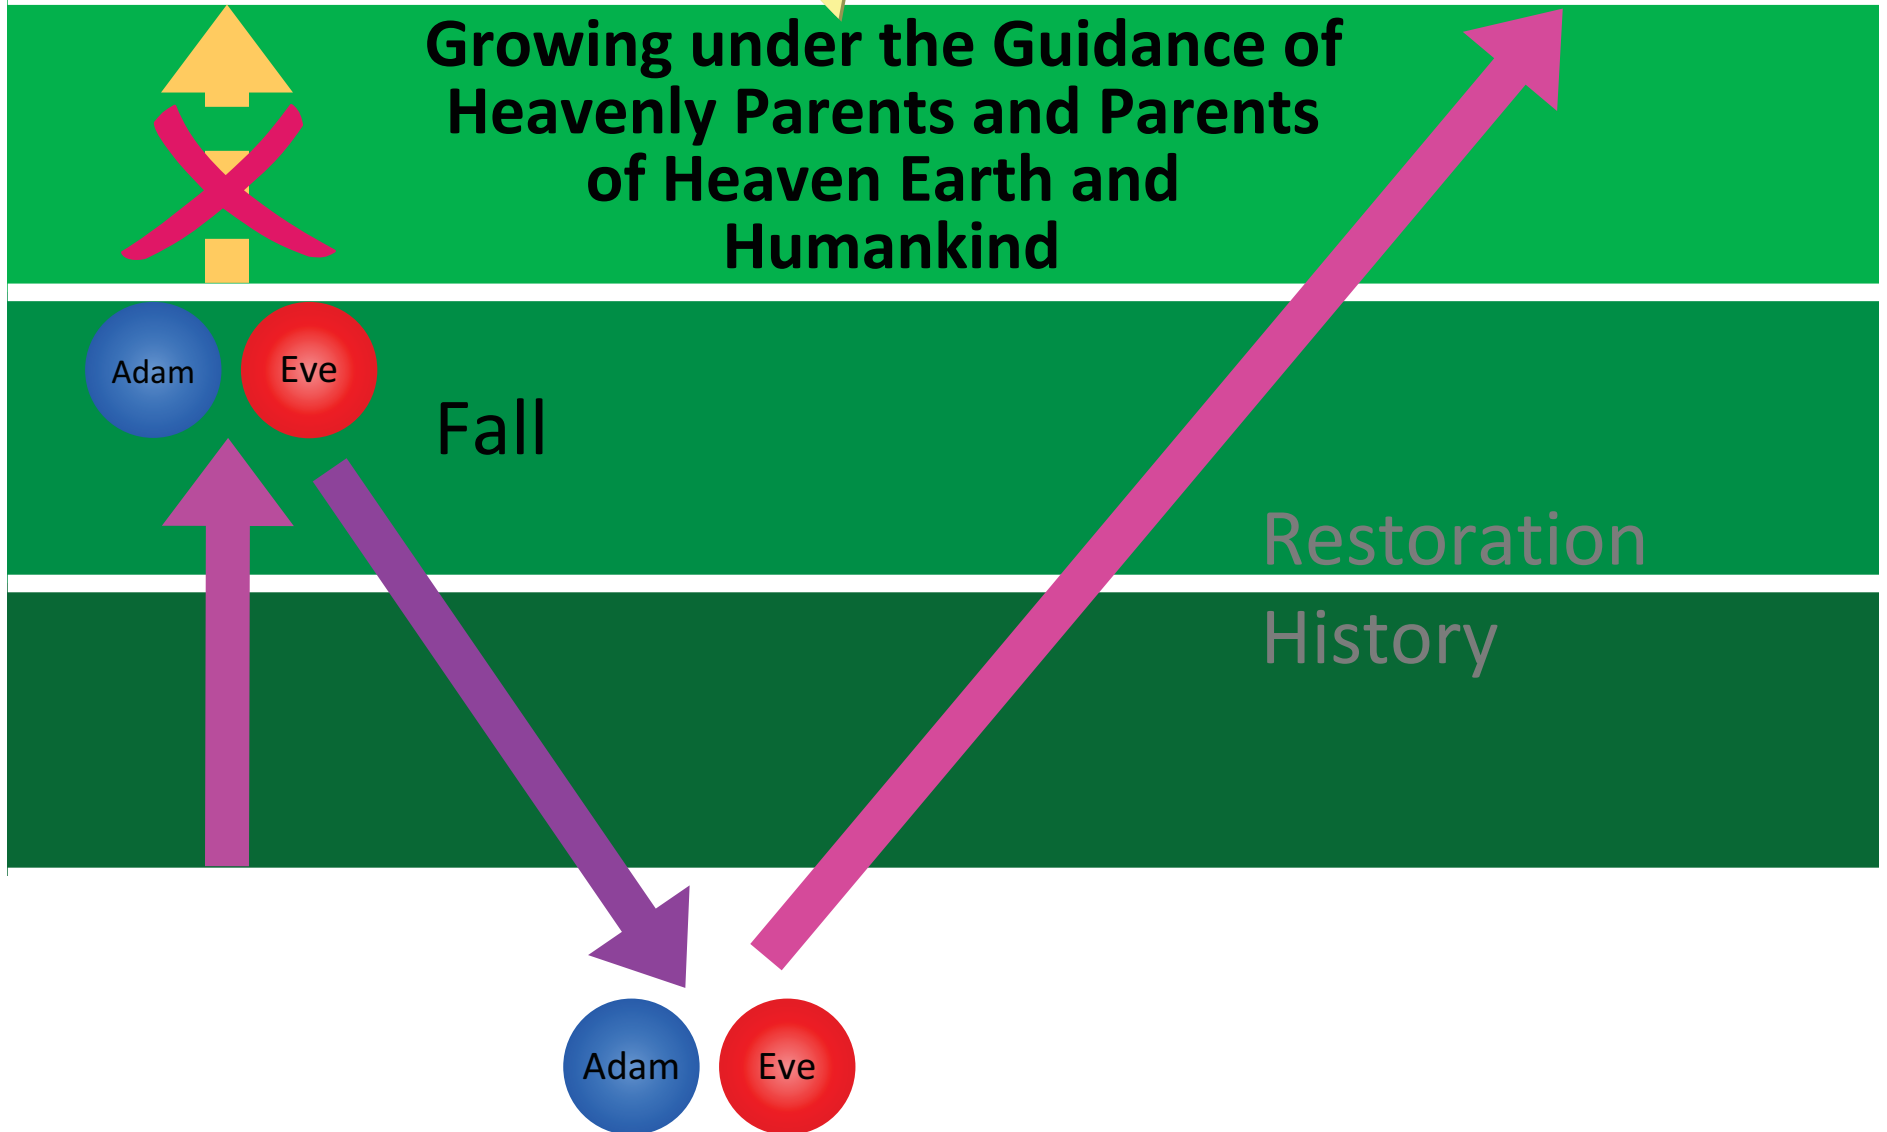 Growing under the Guidance of
Heavenly Parents and Parents
of Heaven Earth and
Humankind
Adam
Eve
Fall
Restoration
History
Adam
Eve